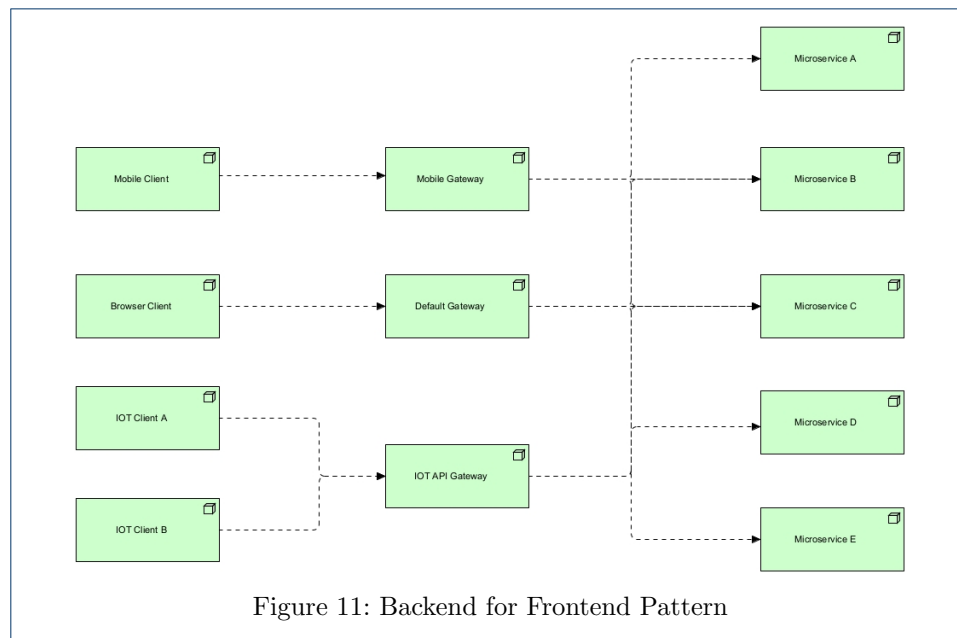 Microservice A
Mobile Client
Mobile Gateway
Microservice B
Browser Client
Default Gateway
Microservice C
IOT Client A
Microservice D
IOT API Gateway
IOT Client B
Microservice E
Figure 11: Backend for Frontend Pattern